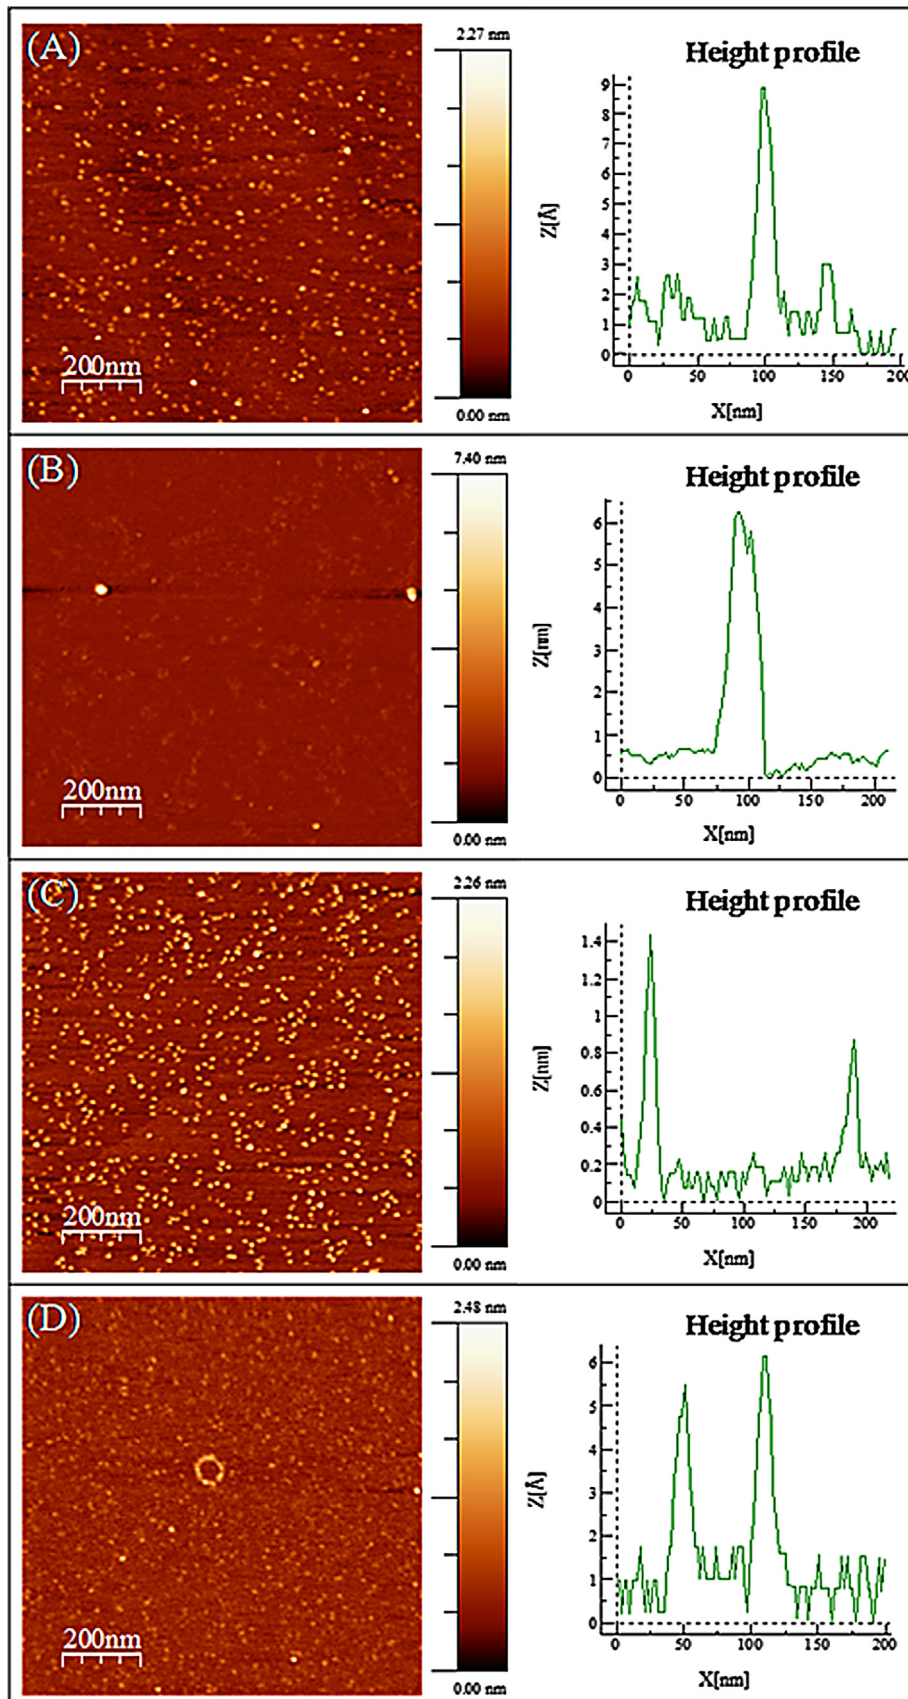 (A)
2.27 nm
0.00 nm
200nm
Height profile
Z[Å]
9
8
7
6
5
4
3
2
1
0
0 50 100 150 200
X[nm]
(B)
7.40 nm
0.00 nm
200nm
Height profile
Z[nm]
6
5
4
3
2
1
0
0 50 100 150 200
X[nm]
(C)
2.26 nm
0.00 nm
200nm
Height profile
Z[nm]
1.4
1.2
1
0.8
0.6
0.4
0.2
0
0 50 100 150 200
X[nm]
(D)
2.48 nm
0.00 nm
200nm
Height profile
Z[Å]
6
5
4
3
2
1
0
0 50 100 150 200
X[nm]